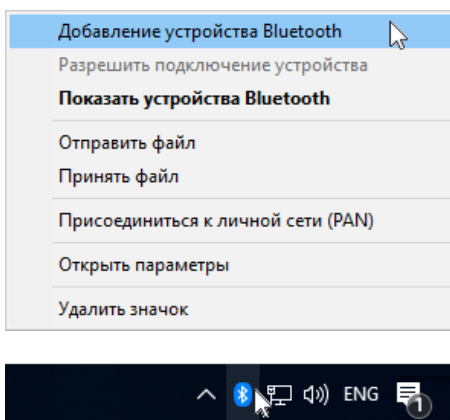 Добавление устройства Bluetooth
Разрешить подключение устройства
Показать устройства Bluetooth
Отправить файл
Принять файл
Присоединиться к личной сети (PAN)
Открыть параметры
Удалить значок
ENG
1